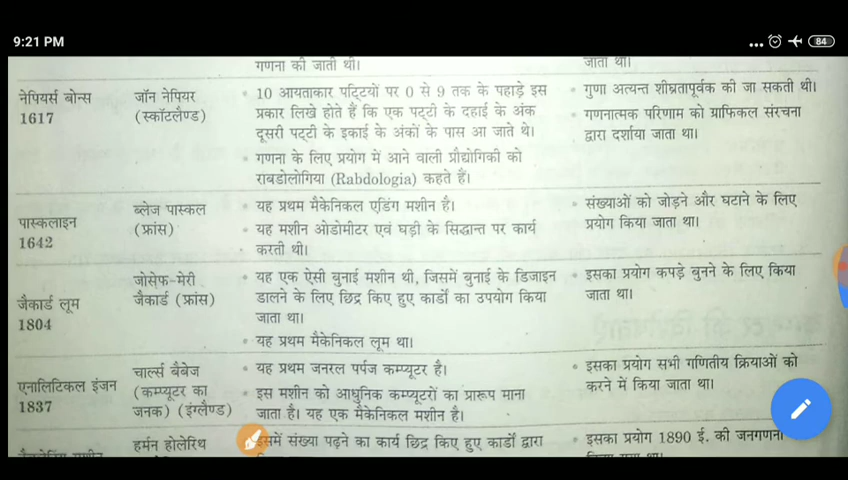 9:21 PM
84
गणना की जाती थी।
जाता था।
नेपियर्स बोन्स
1617
जॉन नेपियर
(स्कॉटलैण्ड)
• 10 आयताकार पट्टियों पर 0 से 9 तक के पहाड़े इस
प्रकार लिखे होते हैं कि एक पट्टी के दहाई के अंक
दूसरी पट्टी के इकाई के अंकों के पास आ जाते थे।
• गणना के लिए प्रयोग में आने वाली प्रौद्योगिकी को
राबडोलोगिया (Rabdologia) कहते हैं।
• गुणा अत्यन्त शीघ्रतापूर्वक की जा सकती थी।
• गणनात्मक परिणाम को ग्राफिकल संरचना
द्वारा दर्शाया जाता था।
पास्कलाइन
1642
ब्लेज पास्कल
(फ्रांस)
• यह प्रथम मैकेनिकल एडिंग मशीन है।
• यह मशीन ओडोमीटर एवं घड़ी के सिद्धान्त पर कार्य
करती थी।
• संख्याओं को जोड़ने और घटाने के लिए
प्रयोग किया जाता था।
जैकार्ड लूम
1804
जोसेफ-मेरी
जैकार्ड (फ्रांस)
• यह एक ऐसी बुनाई मशीन थी, जिसमें बुनाई के डिजाइन
डालने के लिए छिद्र किए हुए कार्डों का उपयोग किया
जाता था।
• यह प्रथम मैकेनिकल लूम था।
• इसका प्रयोग कपड़े बुनने के लिए किया
जाता था।
एनालिटिकल इंजन
1837
चार्ल्स बैबेज
(कम्प्यूटर का
जनक) (इंग्लैण्ड)
• यह प्रथम जनरल पर्पज कम्प्यूटर है।
• इस मशीन को आधुनिक कम्प्यूटरों का प्रारूप माना
जाता है। यह एक मैकेनिकल मशीन है।
• इसका प्रयोग सभी गणितीय क्रियाओं को
करने में किया जाता था।
हर्मन होलेरिथ
इसमें संख्या पढ़ने का कार्य छिद्र किए हुए कार्डों द्वारा
• इसका प्रयोग 1890 ई. की जनगणना